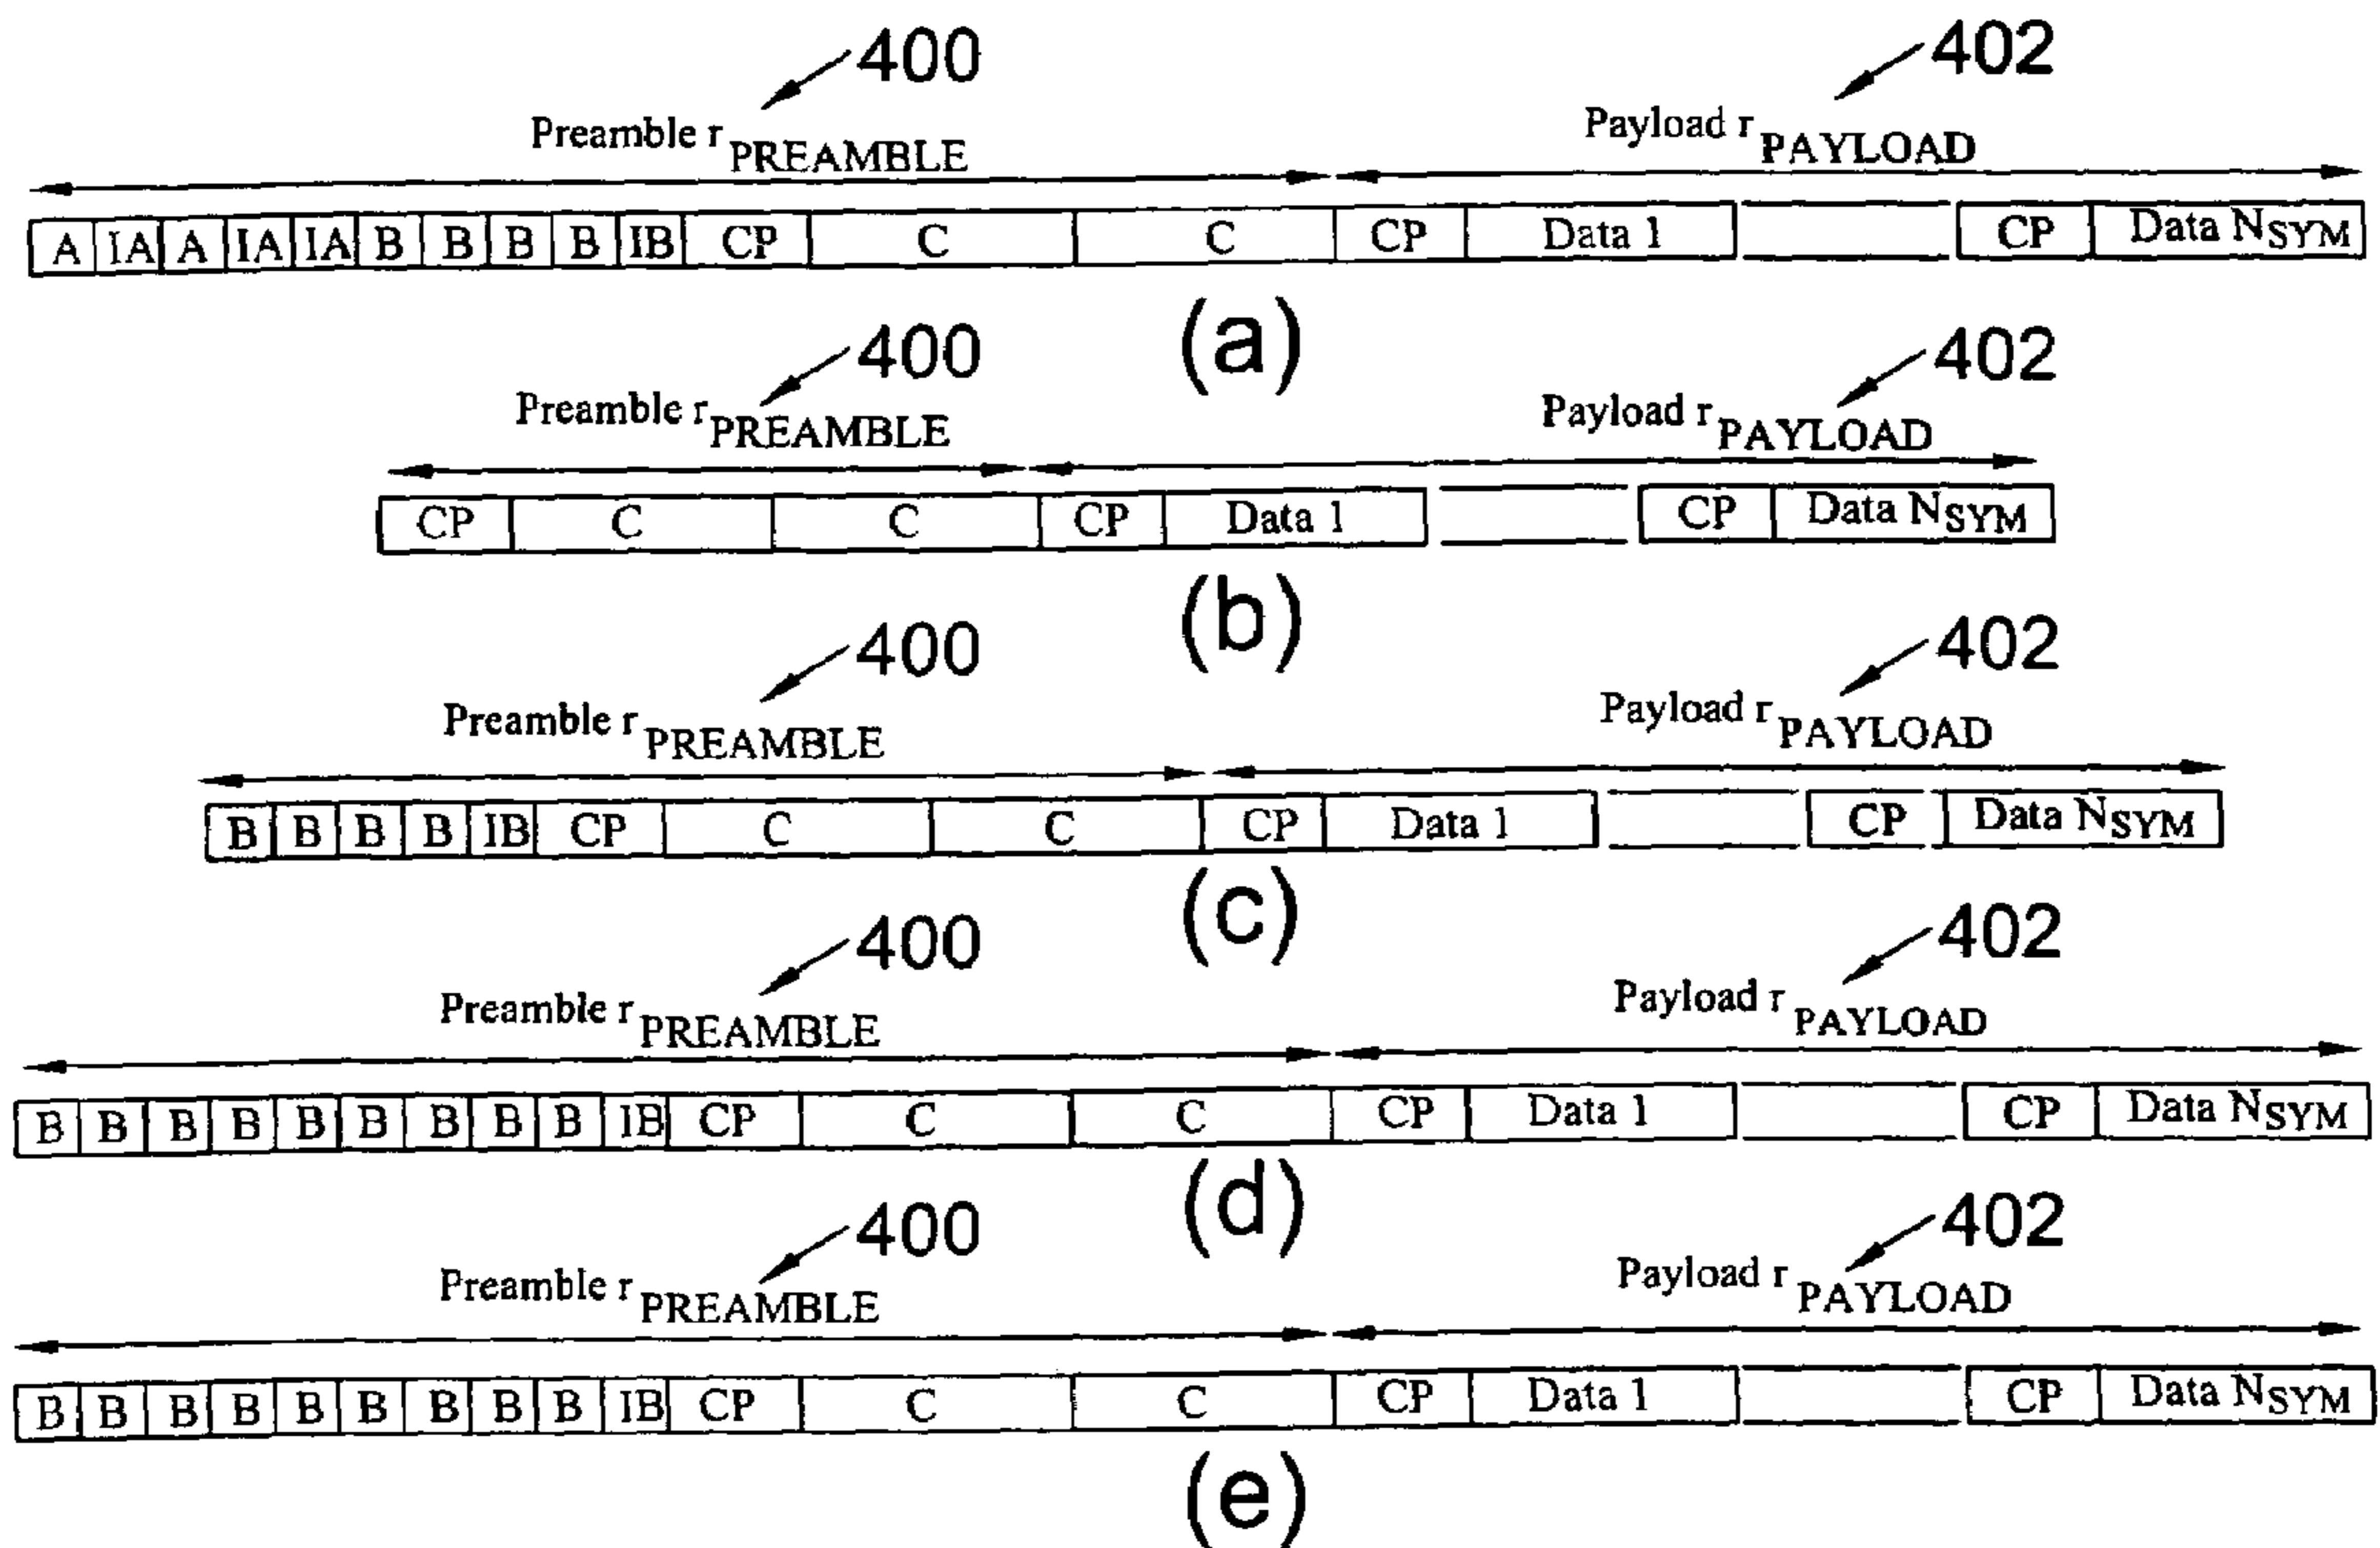 400 402
Preamble r PREAMBLE Payload r PAYLOAD
A IA A IA IA B B B B IB CP C C CP Data 1 CP Data NSYM
(a)
400 402
Preamble r PREAMBLE Payload r PAYLOAD
CP C C CP Data 1 CP Data NSYM
(b)
400 402
Preamble r PREAMBLE Payload r PAYLOAD
B B B B IB CP C C CP Data 1 CP Data NSYM
(c)
400 402
Preamble r PREAMBLE Payload r PAYLOAD
B B B B B B B B B IB CP C C CP Data 1 CP Data NSYM
(d)
400 402
Preamble r PREAMBLE Payload r PAYLOAD
B B B B B B B B B IB CP C C CP Data 1 CP Data NSYM
(e)